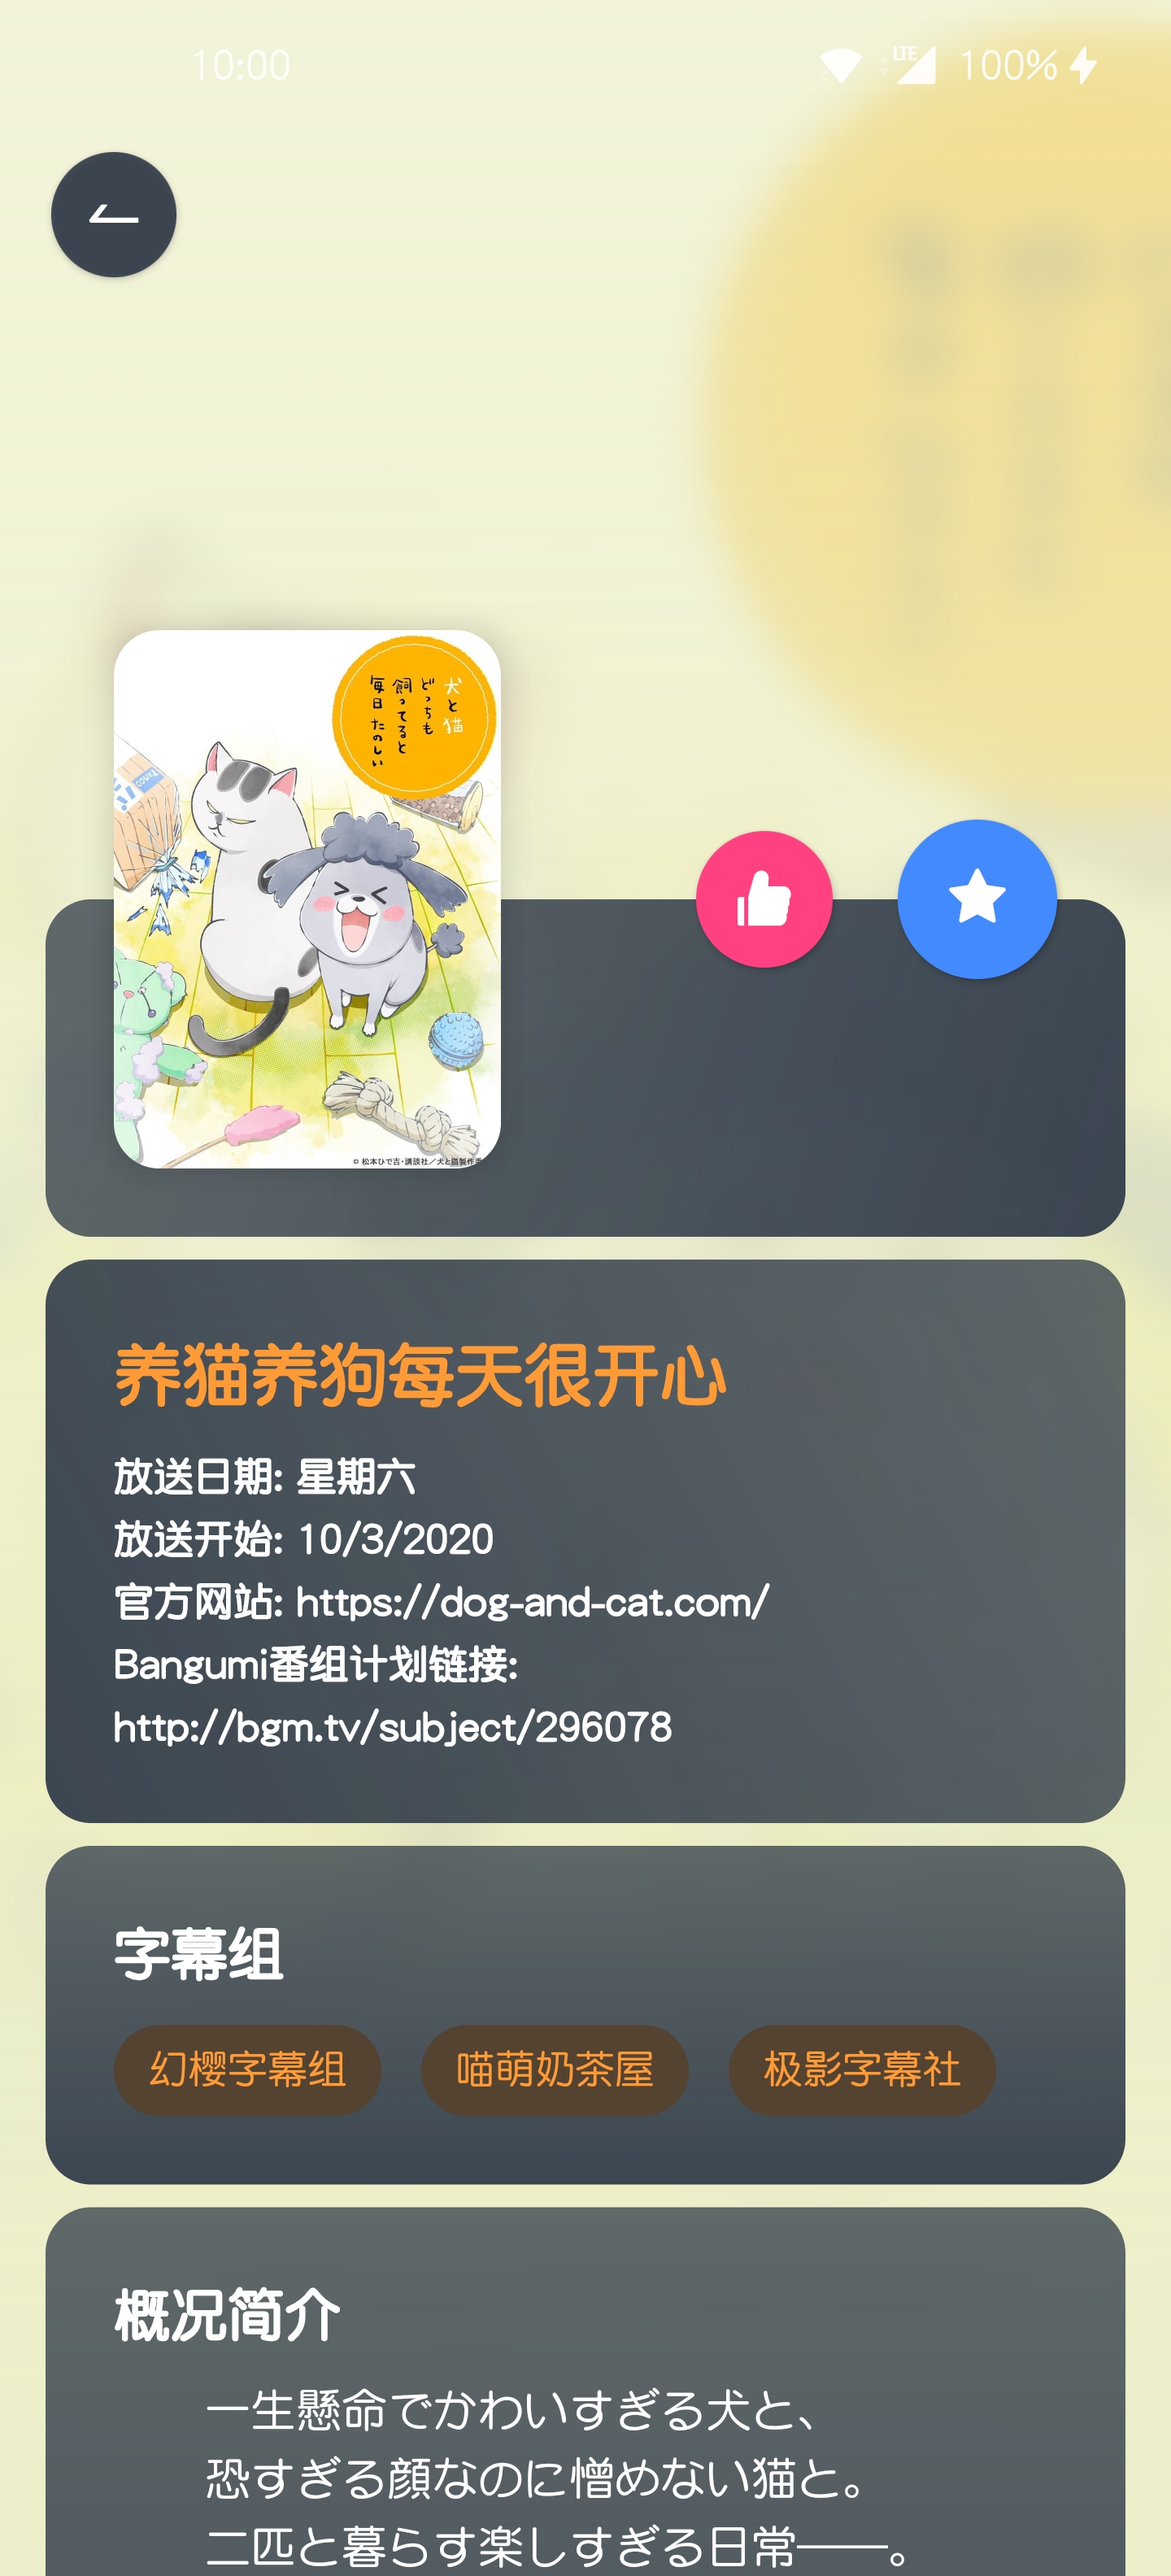 10:00 LTE 100%
犬と猫
どっちも
飼ってると
毎日 たのしい
© 松本ひで吉・講談社／犬と猫製作委
养猫养狗每天很开心
放送日期: 星期六
放送开始: 10/3/2020
官方网站: https://dog-and-cat.com/
Bangumi番组计划链接:
http://bgm.tv/subject/296078
字幕组
幻樱字幕组 喵萌奶茶屋 极影字幕社
概况简介
一生懸命でかわいすぎる犬と、
恐すぎる顔なのに憎めない猫と。
二匹と暮らす楽しすぎる日常――。